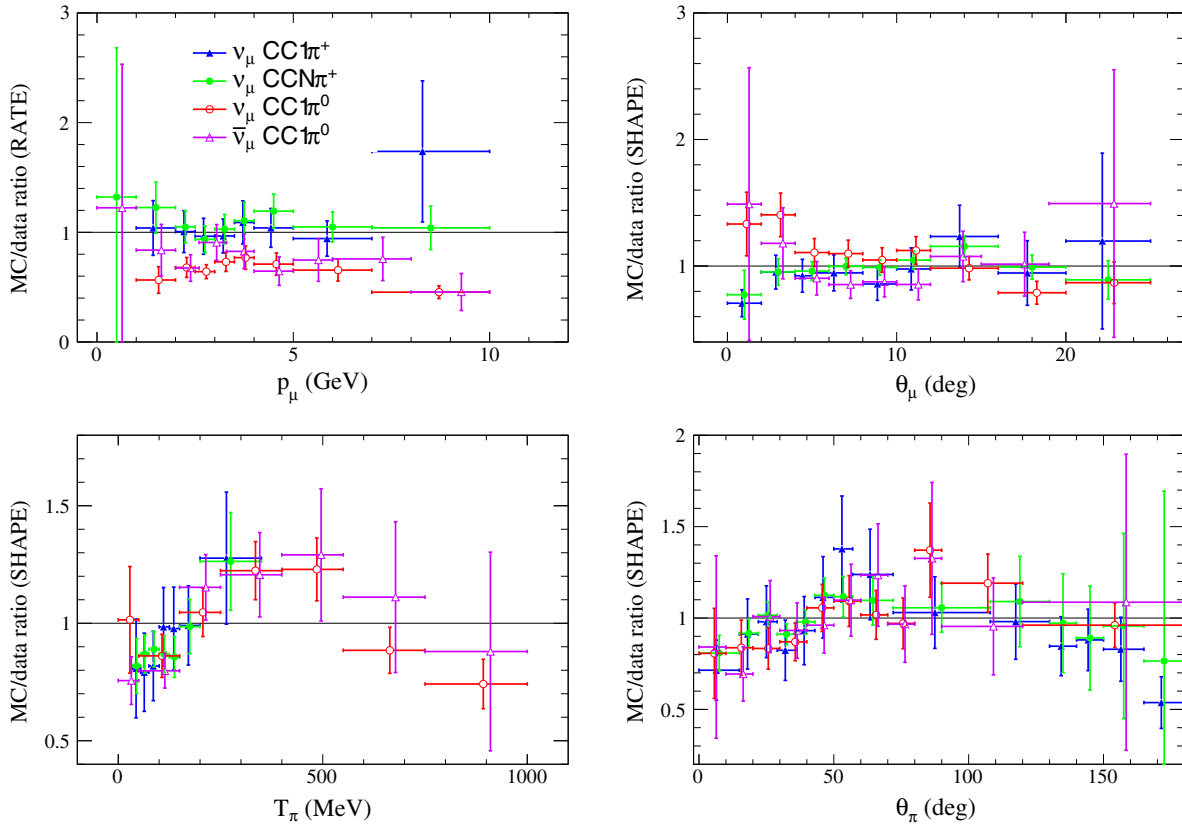 3
2
1
0
MC/data ratio (RATE)
ν_μ CC1π⁺
ν_μ CCNπ⁺
ν_μ CC1π⁰
ν̄_μ CC1π⁰
0 5 10
p_μ (GeV)
3
2
1
MC/data ratio (SHAPE)
0 10 20
θ_μ (deg)
1.5
1
0.5
MC/data ratio (SHAPE)
0 500 1000
T_π (MeV)
2
1.5
1
0.5
MC/data ratio (SHAPE)
0 50 100 150
θ_π (deg)